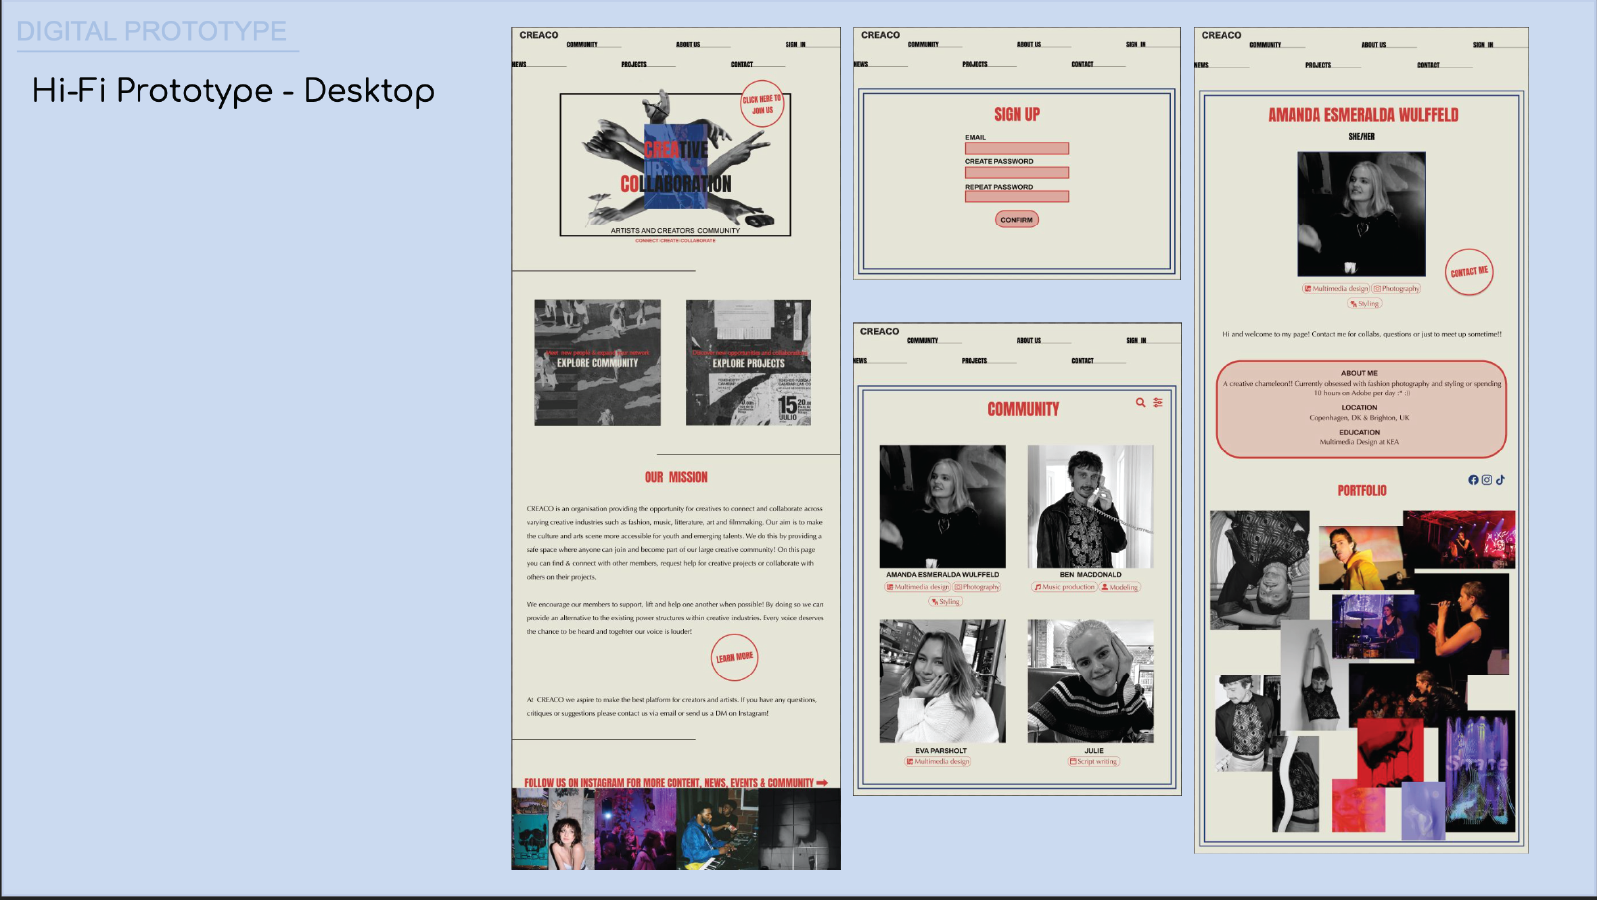 DIGITAL PROTOTYPE
Hi-Fi Prototype - Desktop
CREACO
COMMUNITY
ABOUT US
SIGN IN
NEWS
PROJECTS
CONTACT
CLICK HERE TO
JOIN US
CREATIVE
COLLABORATION
ARTISTS AND CREATORS COMMUNITY
CONNECT·CREATE·COLLABORATE
Meet new people to expand your network
EXPLORE COMMUNITY
Discover new opportunities and collaborations
EXPLORE PROJECTS
15
JULIO
OUR MISSION
CREACO is an organisation providing the opportunity for creatives to connect and collaborate across
varying creative industries such as fashion, music, litterature, art and filmmaking. Our aim is to make
the culture and arts scene more accessible for youth and emerging talents. We do this by providing a
safe space where anyone can join and become part of our large creative community! On this page
you can find & connect with other members, request help for creative projects or collaborate with
others on their projects.
We encourage our members to support, lift and help one another when possible! By doing so we can
provide an alternative to the existing power structures within creative industries. Every voice deserves
the chance to be heard and together our voice is louder!
LEARN MORE
At CREACO we aspire to make the best platform for creators and artists. If you have any questions,
critiques or suggestions please contact us via email or send us a DM on Instagram!
FOLLOW US ON INSTAGRAM FOR MORE CONTENT, NEWS, EVENTS & COMMUNITY
CREACO
COMMUNITY
ABOUT US
SIGN IN
NEWS
PROJECTS
CONTACT
SIGN UP
EMAIL
CREATE PASSWORD
REPEAT PASSWORD
CONFIRM
CREACO
COMMUNITY
ABOUT US
SIGN IN
NEWS
PROJECTS
CONTACT
COMMUNITY
AMANDA ESMERALDA WULFFELD
Multimedia design
Photography
Styling
BEN MACDONALD
Music production
Modeling
EVA PARSHOLT
Multimedia design
JULIE
Script writing
CREACO
COMMUNITY
ABOUT US
SIGN IN
NEWS
PROJECTS
CONTACT
AMANDA ESMERALDA WULFFELD
SHE/HER
CONTACT ME
Multimedia design
Photography
Styling
Hi and welcome to my page! Contact me for collabs, questions or just to meet up sometime!!
ABOUT ME
A creative chameleon!! Currently obsessed with fashion photography and styling or spending
10 hours on Adobe per day :* :))
LOCATION
Copenhagen, DK & Brighton, UK
EDUCATION
Multimedia Design at KEA
PORTFOLIO